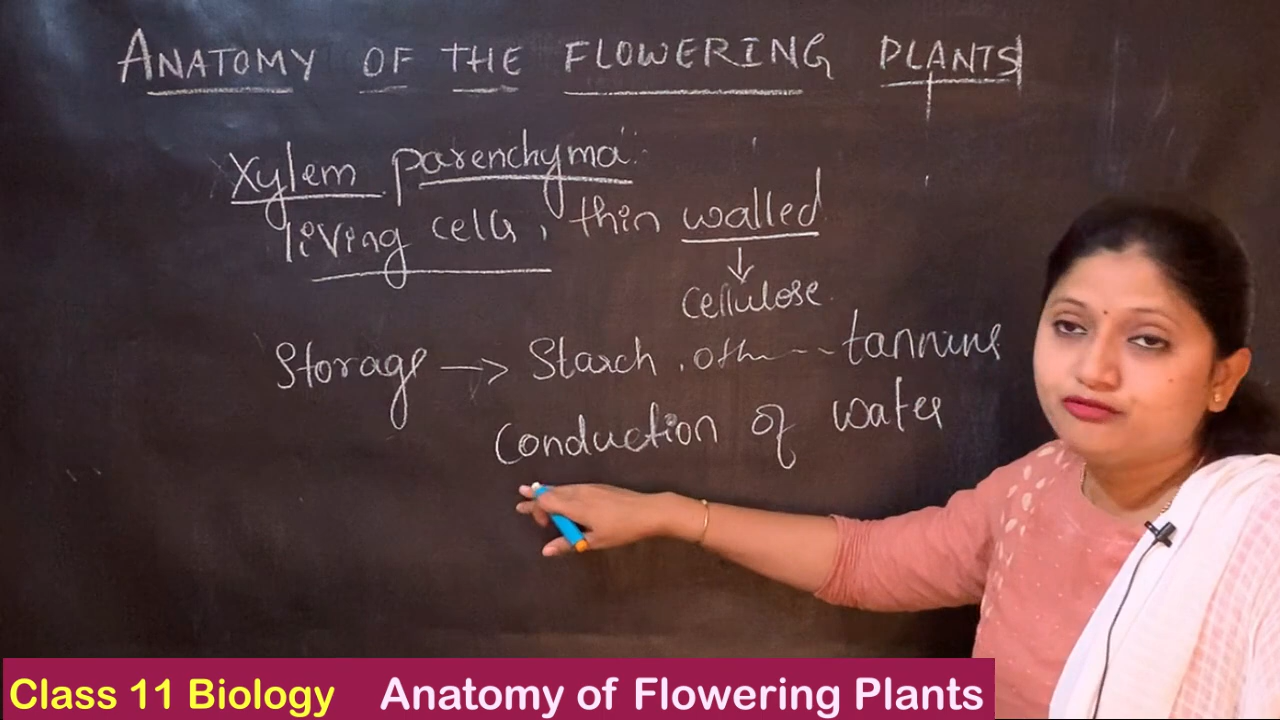 ANATOMY OF THE FLOWERING PLANTS
Xylem parenchyma
living cells, thin walled
cellulose
Storage → Starch, oth--- tannins
Conduction of water
Class 11 Biology Anatomy of Flowering Plants